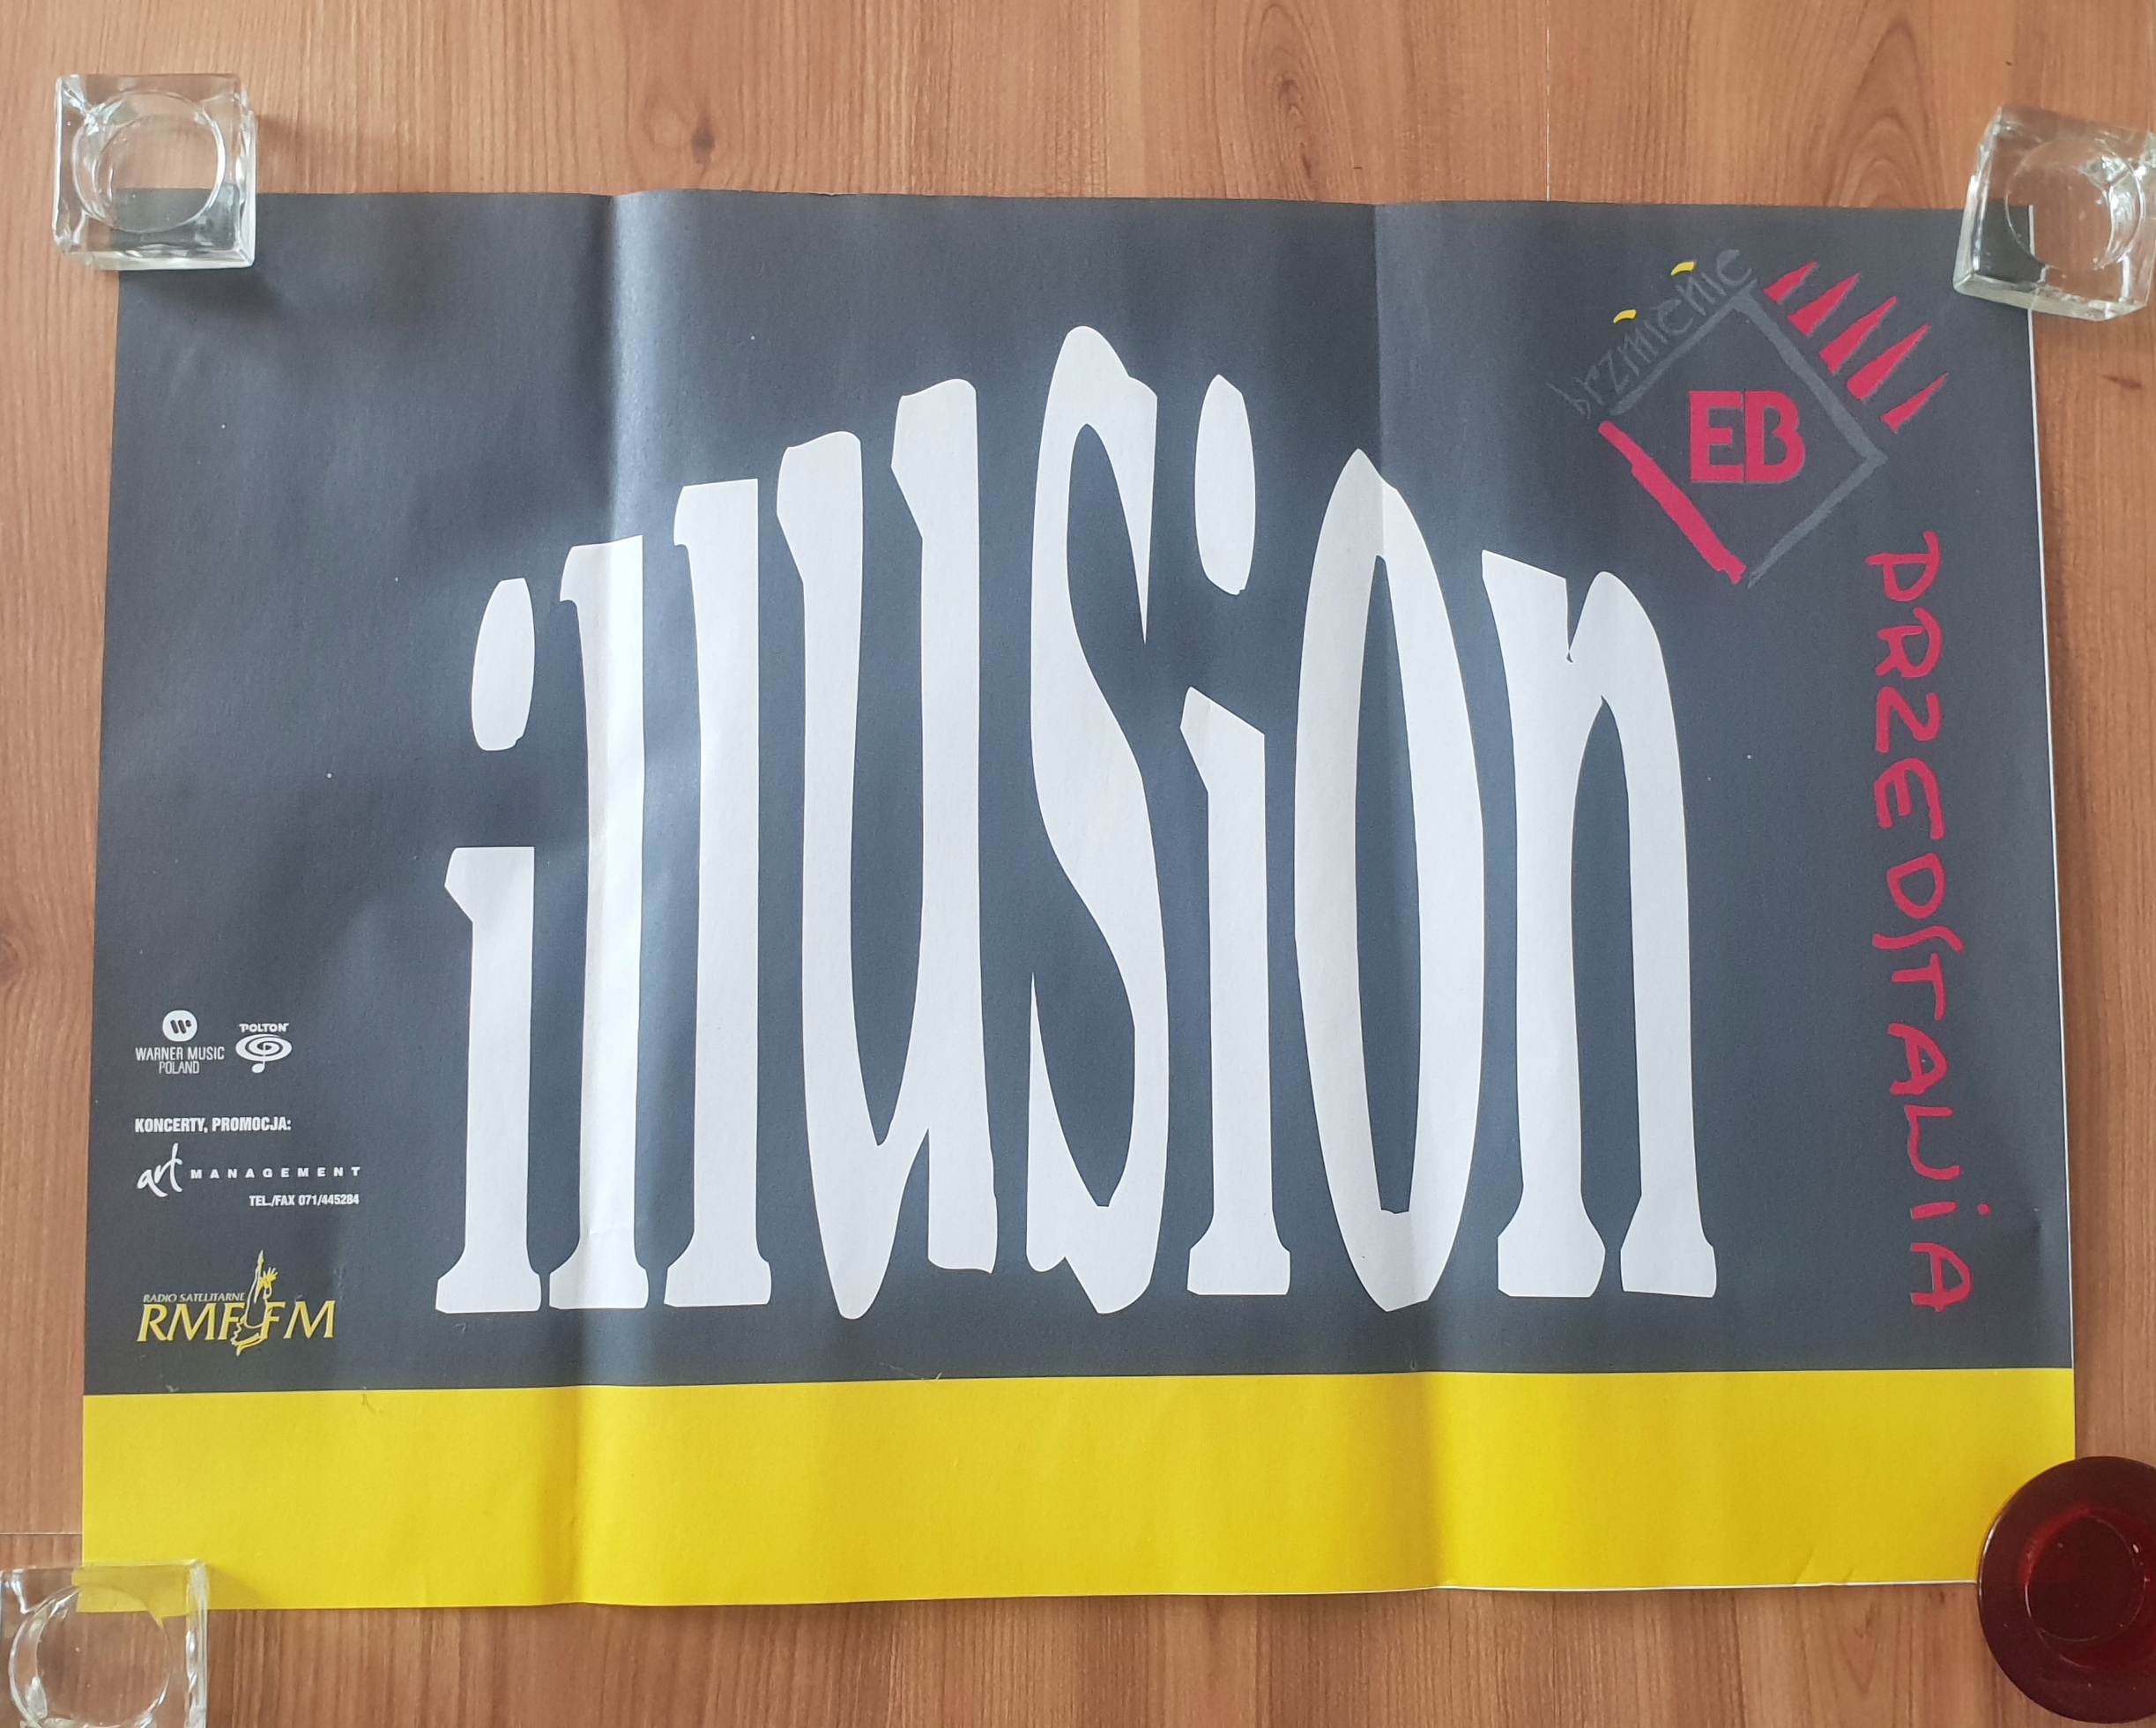 brzmienie
EB
PRZEDSTAWIA
illusion
WARNER MUSIC
POLAND
POLTON
KONCERTY, PROMOCJA:
art MANAGEMENT
TEL./FAX 071/445284
RADIO SATELITARNE
RMF FM